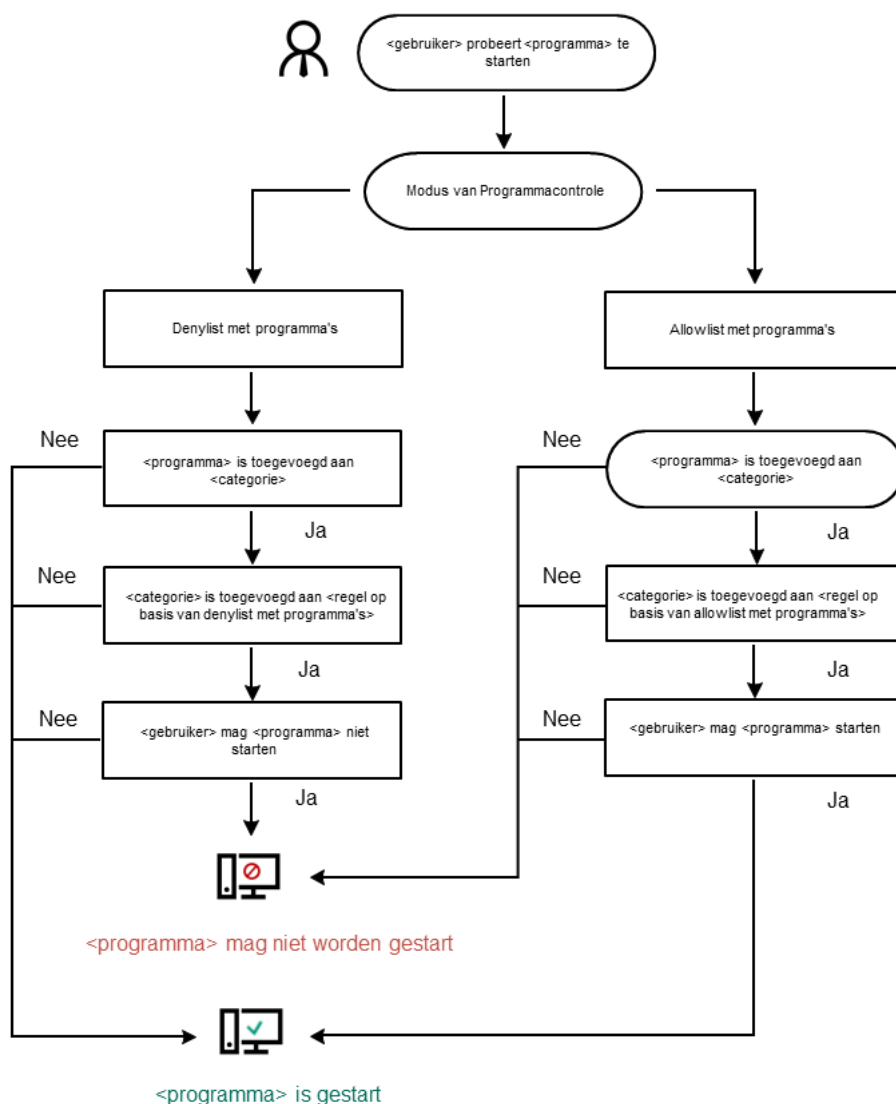 <gebruiker> probeert <programma> te
starten
Modus van Programmacontrole
Denylist met programma's
Allowlist met programma's
Nee
<programma> is toegevoegd aan
<categorie>
Ja
Nee
<programma> is toegevoegd aan
<categorie>
Ja
Nee
<categorie> is toegevoegd aan <regel op
basis van denylist met programma's>
Ja
Nee
<categorie> is toegevoegd aan <regel op
basis van allowlist met programma's>
Ja
Nee
<gebruiker> mag <programma> niet
starten
Ja
Nee
<gebruiker> mag <programma> starten
Ja
<programma> mag niet worden gestart
<programma> is gestart